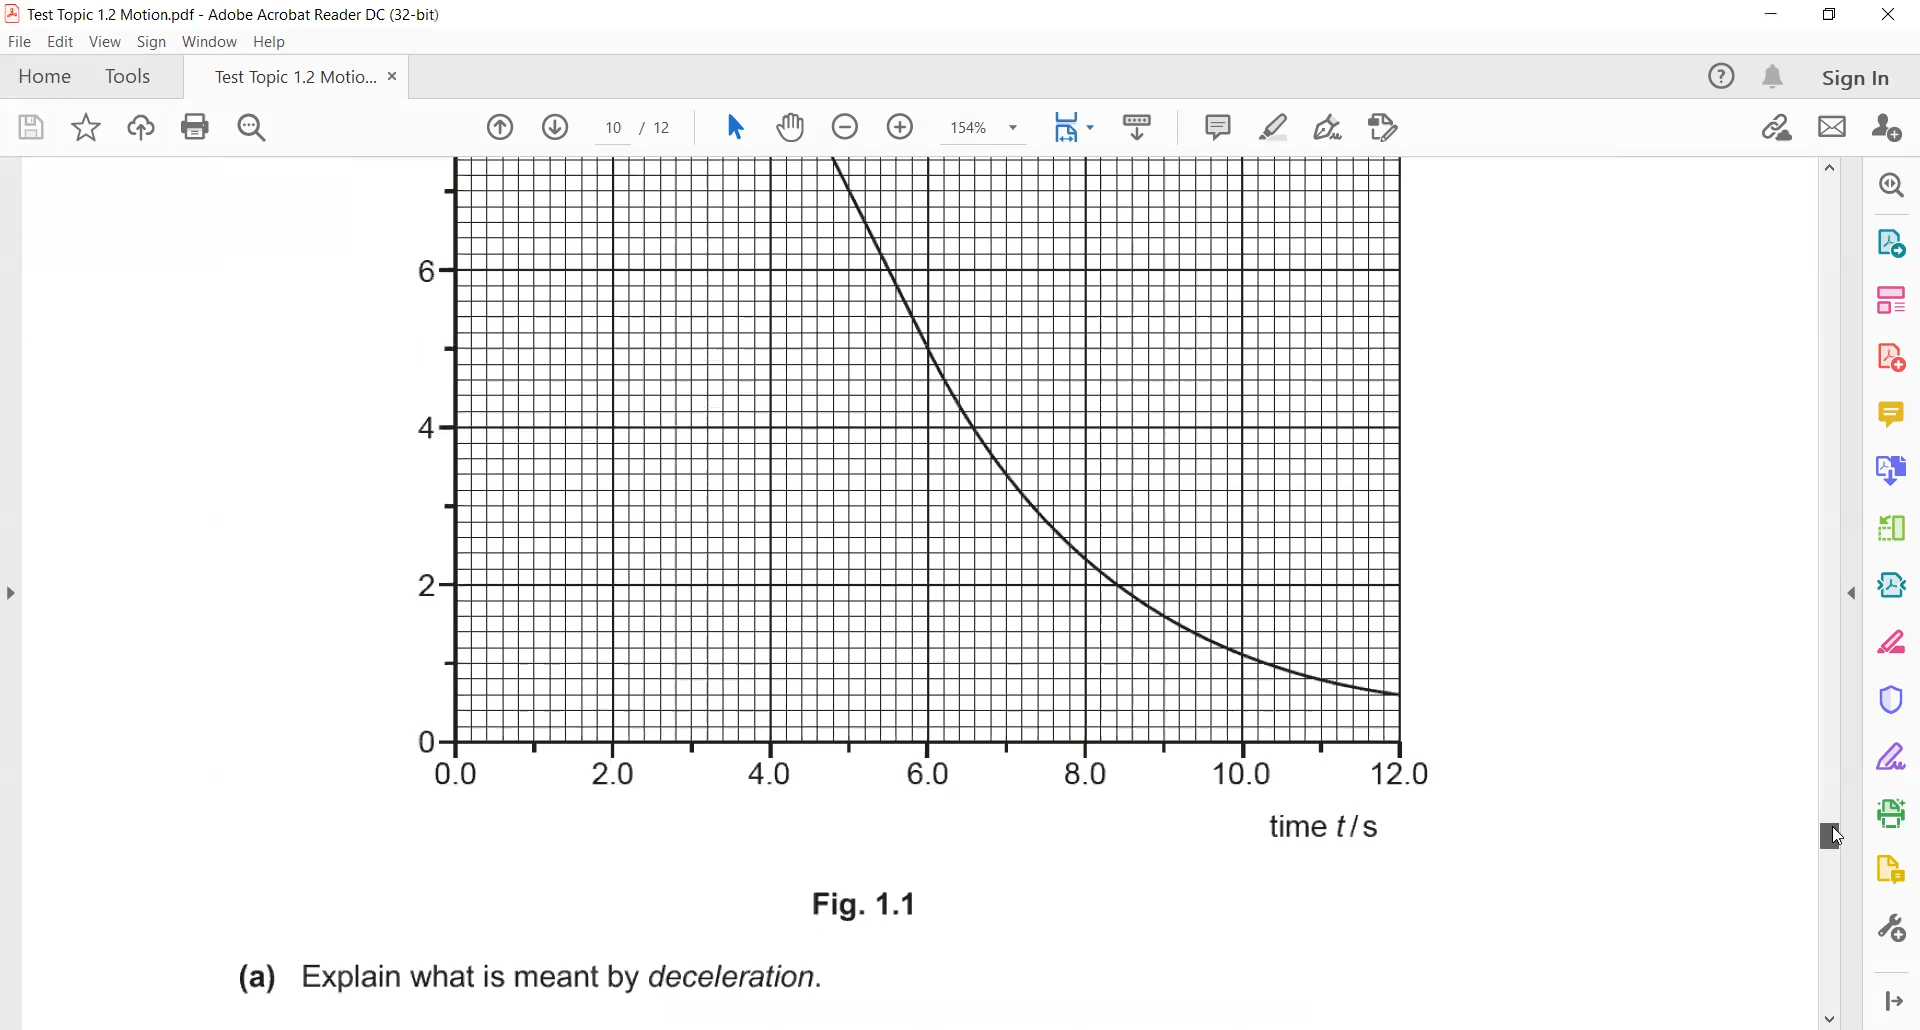 Test Topic 1.2 Motion.pdf - Adobe Acrobat Reader DC (32-bit)
File Edit View Sign Window Help
Home Tools Test Topic 1.2 Motio... × Sign In
10 / 12 154%
6
4
2
0
0.0 2.0 4.0 6.0 8.0 10.0 12.0
time t/s
Fig. 1.1
(a) Explain what is meant by deceleration.